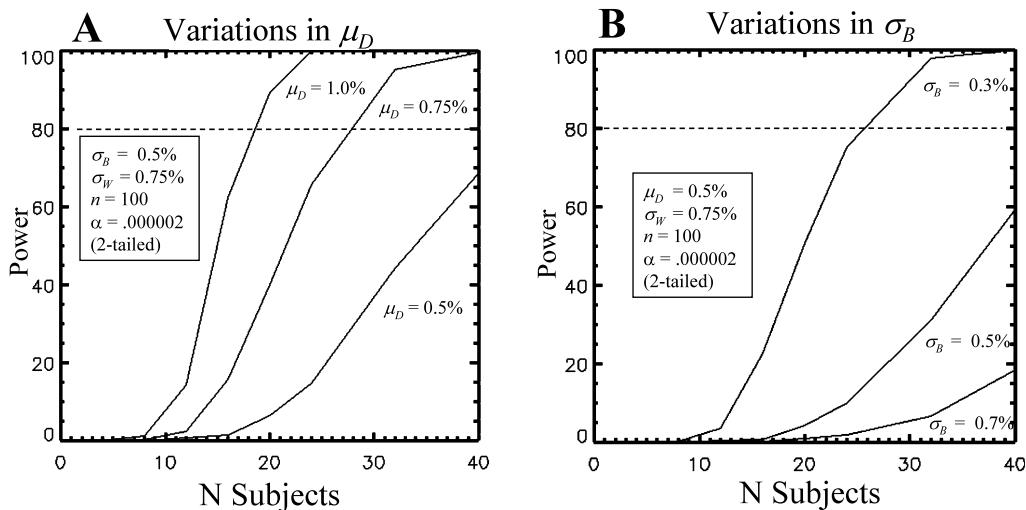 A Variations in μD
Power
100
80
60
40
20
0
μD = 1.0%
μD = 0.75%
μD = 0.5%
σB = 0.5%
σW = 0.75%
n = 100
α = .000002
(2-tailed)
0 10 20 30 40
N Subjects
B Variations in σB
Power
100
80
60
40
20
0
σB = 0.3%
σB = 0.5%
σB = 0.7%
μD = 0.5%
σW = 0.75%
n = 100
α = .000002
(2-tailed)
0 10 20 30 40
N Subjects